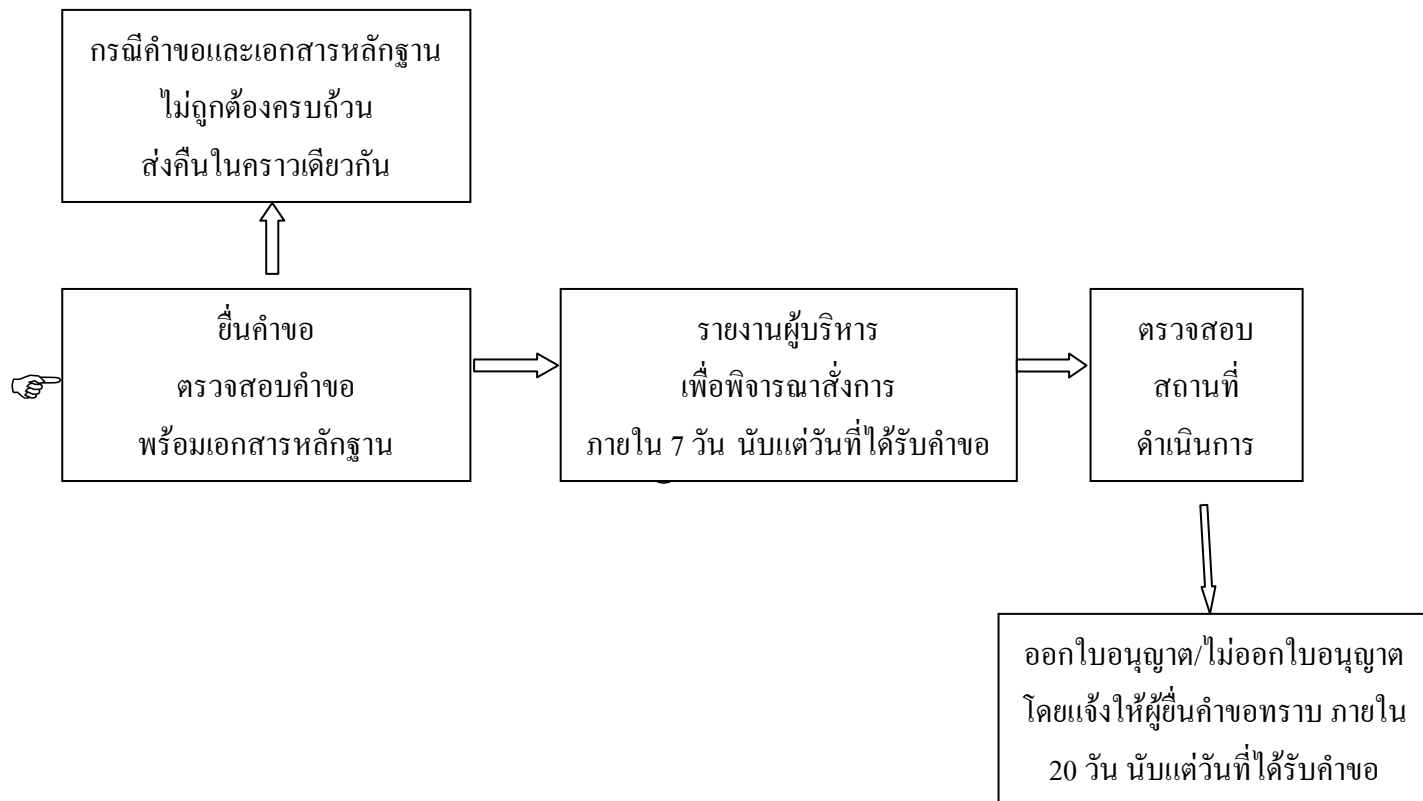 กรณีคำขอและเอกสารหลักฐาน
ไม่ถูกต้องครบถ้วน
ส่งคืนในคราวเดียวกัน
ยื่นคำขอ
ตรวจสอบคำขอ
พร้อมเอกสารหลักฐาน
รายงานผู้บริหาร
เพื่อพิจารณาสั่งการ
ภายใน 7 วัน นับแต่วันที่ได้รับคำขอ
ตรวจสอบ
สถานที่
ดำเนินการ
ออกใบอนุญาต/ไม่ออกใบอนุญาต
โดยแจ้งให้ผู้ยื่นคำขอทราบ ภายใน
20 วัน นับแต่วันที่ได้รับคำขอ